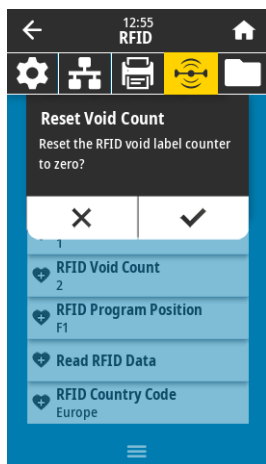 12:55
RFID
Reset Void Count
Reset the RFID void label counter
to zero?
1
RFID Void Count
2
RFID Program Position
F1
Read RFID Data
RFID Country Code
Europe